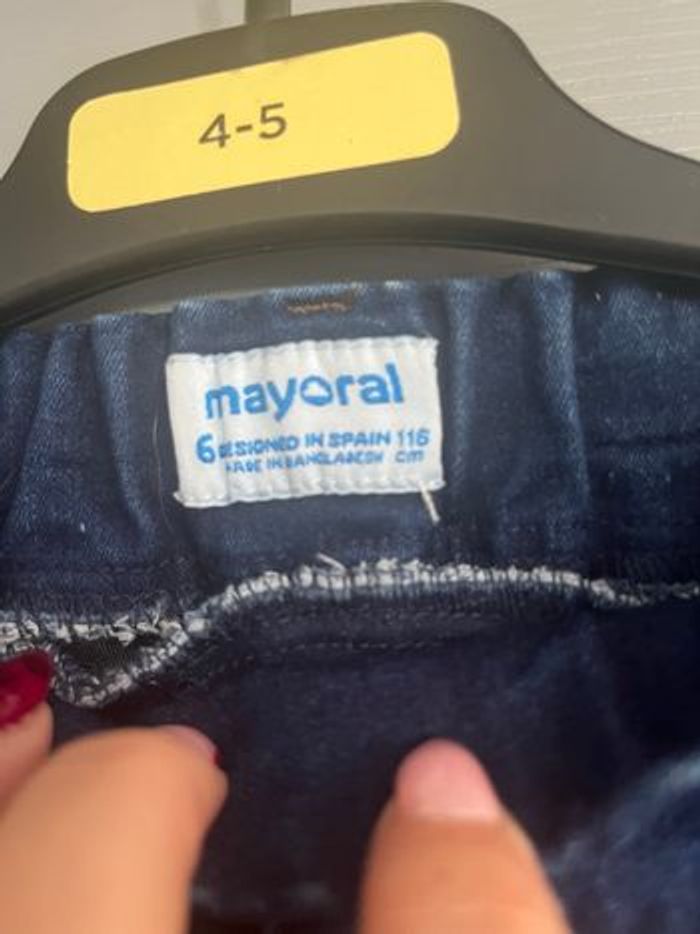 4-5
mayoral
6 DESIGNED IN SPAIN 116
MADE IN BANGLADESH cm